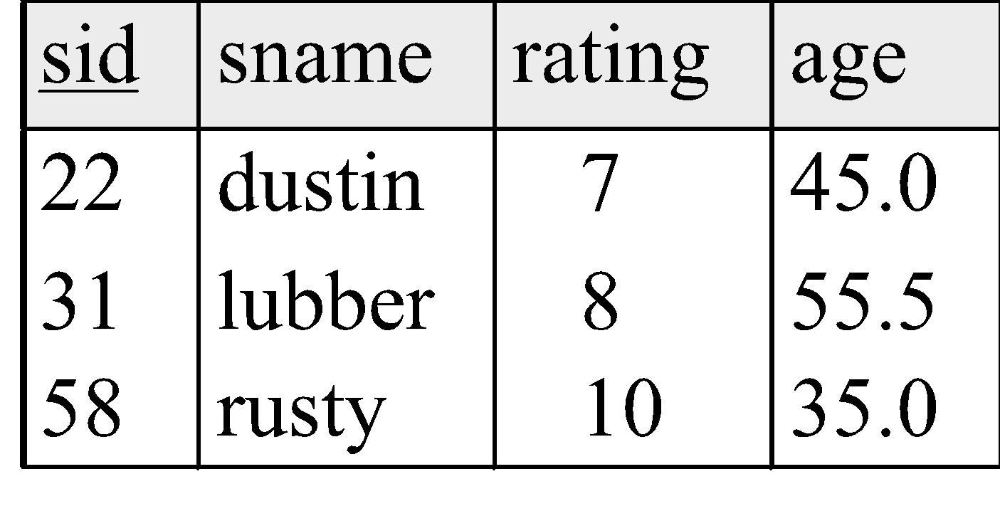 sid sname rating age
22 dustin 7 45.0
31 lubber 8 55.5
58 rusty 10 35.0